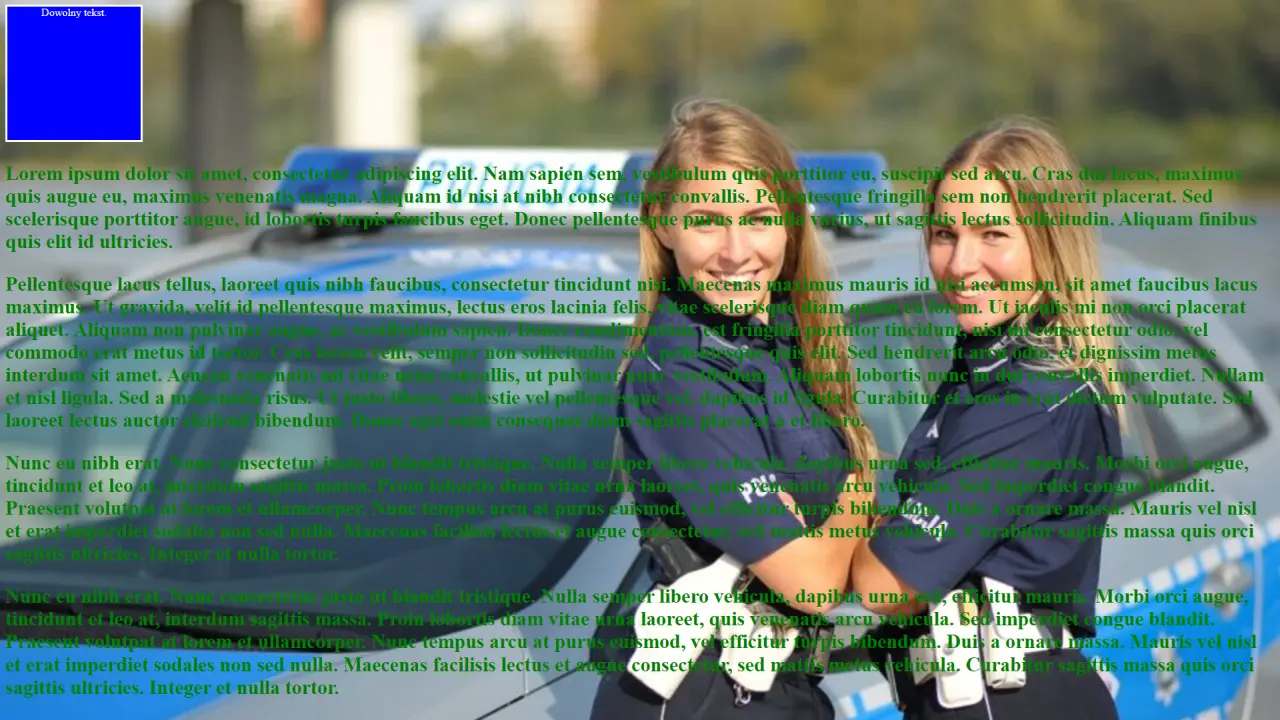 Dowolny tekst.
POLICJA
Lorem ipsum dolor sit amet, consectetur adipiscing elit. Nam sapien sem, vestibulum quis porttitor eu, suscipit sed arcu. Cras dui lacus, maximus
quis augue eu, maximus venenatis magna. Aliquam id nisi at nibh consectetur convallis. Pellentesque fringilla sem non hendrerit placerat. Sed
scelerisque porttitor augue, id lobortis turpis faucibus eget. Donec pellentesque purus ac nulla varius, ut sagittis lectus sollicitudin. Aliquam finibus
quis elit id ultricies.
Pellentesque lacus tellus, laoreet quis nibh faucibus, consectetur tincidunt nisi. Maecenas maximus mauris id nisi accumsan, sit amet faucibus lacus
maximus. Ut gravida, velit id pellentesque maximus, lectus eros lacinia felis, vitae scelerisque diam quam eu lorem. Ut iaculis mi non orci placerat
aliquet. Aliquam non pulvinar augue, ac vestibulum sapien. Donec condimentum, est fringilla porttitor tincidunt, nisi mi consectetur odio, vel
commodo erat metus id tortor. Cras lorem velit, semper non sollicitudin sed, pellentesque quis elit. Sed hendrerit arcu odio, et dignissim metus
interdum sit amet. Aenean venenatis mi vitae urna convallis, ut pulvinar nunc vestibulum. Aliquam lobortis nunc in dui convallis imperdiet. Nullam
et nisl ligula. Sed a malesuada risus. Ut justo libero, molestie vel pellentesque vel, dapibus id ligula. Curabitur et eros in erat dictum vulputate. Sed
laoreet lectus auctor eleifend bibendum. Donec eget enim consequat diam sagittis placerat a et libero.
Nunc eu nibh erat. Nunc consectetur justo ut blandit tristique. Nulla semper libero vehicula, dapibus urna sed, efficitur mauris. Morbi orci augue,
tincidunt et leo at, interdum sagittis massa. Proin lobortis diam vitae urna laoreet, quis venenatis arcu vehicula. Sed imperdiet congue blandit.
Praesent volutpat at lorem et ullamcorper. Nunc tempus arcu at purus euismod, vel efficitur turpis bibendum. Duis a ornare massa. Mauris vel nisl
et erat imperdiet sodales non sed nulla. Maecenas facilisis lectus et augue consectetur, sed mattis metus vehicula. Curabitur sagittis massa quis orci
sagittis ultricies. Integer et nulla tortor.
Nunc eu nibh erat. Nunc consectetur justo ut blandit tristique. Nulla semper libero vehicula, dapibus urna sed, efficitur mauris. Morbi orci augue,
tincidunt et leo at, interdum sagittis massa. Proin lobortis diam vitae urna laoreet, quis venenatis arcu vehicula. Sed imperdiet congue blandit.
Praesent volutpat at lorem et ullamcorper. Nunc tempus arcu at purus euismod, vel efficitur turpis bibendum. Duis a ornare massa. Mauris vel nisl
et erat imperdiet sodales non sed nulla. Maecenas facilisis lectus et augue consectetur, sed mattis metus vehicula. Curabitur sagittis massa quis orci
sagittis ultricies. Integer et nulla tortor.